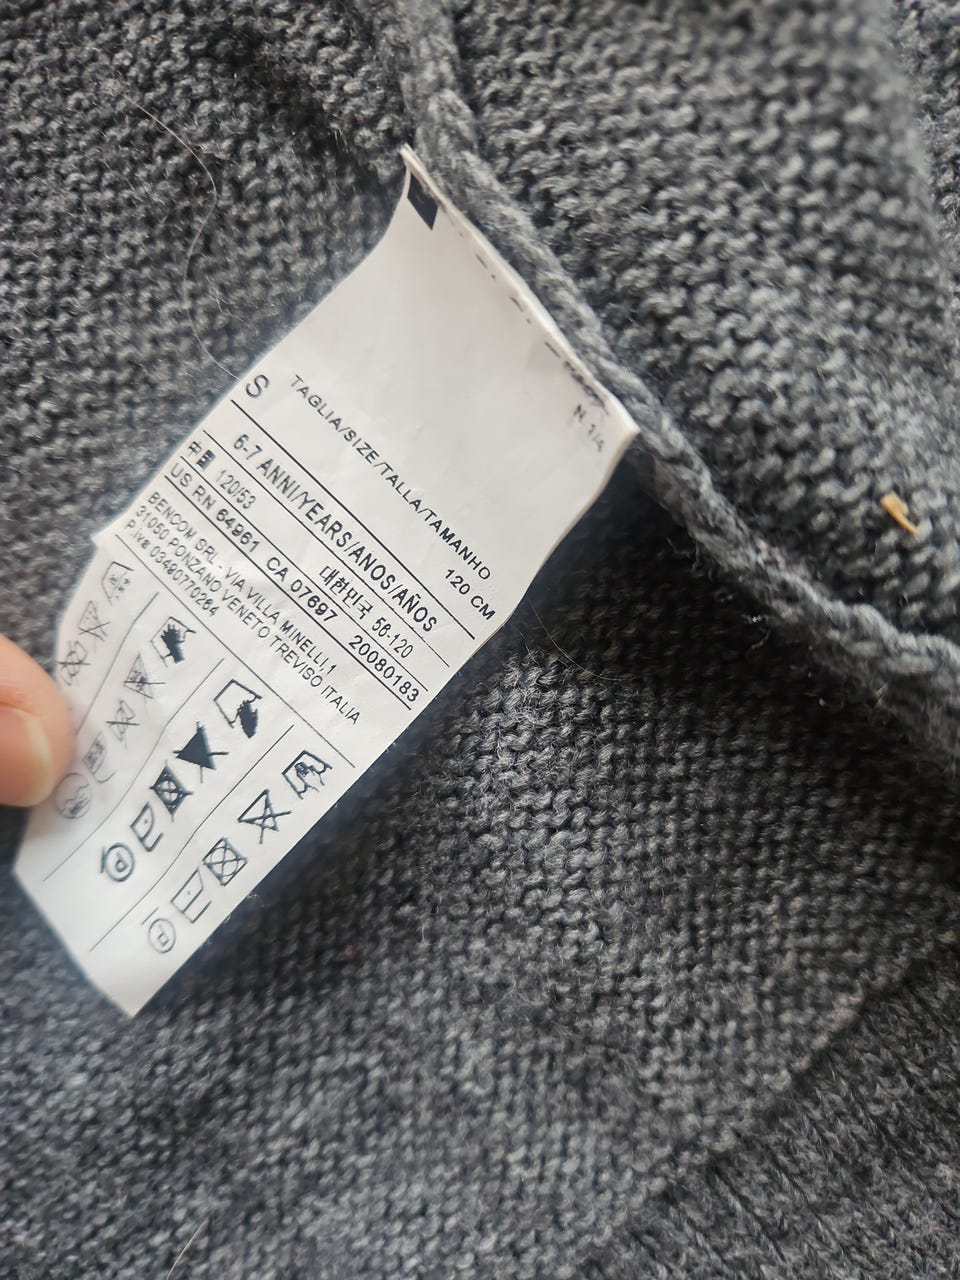 N. 1/4
TAGLIA/SIZE/TALLA/TAMANHO
S 120 CM
6-7 ANNI/YEARS/ANOS/AÑOS
中国 120/53 대한민국 56-120
US RN 64961 CA 07697 20080183
BENCOM SRL - VIA VILLA MINELLI,1
31050 PONZANO VENETO TREVISO ITALIA
P.iva 03490770264
P
P